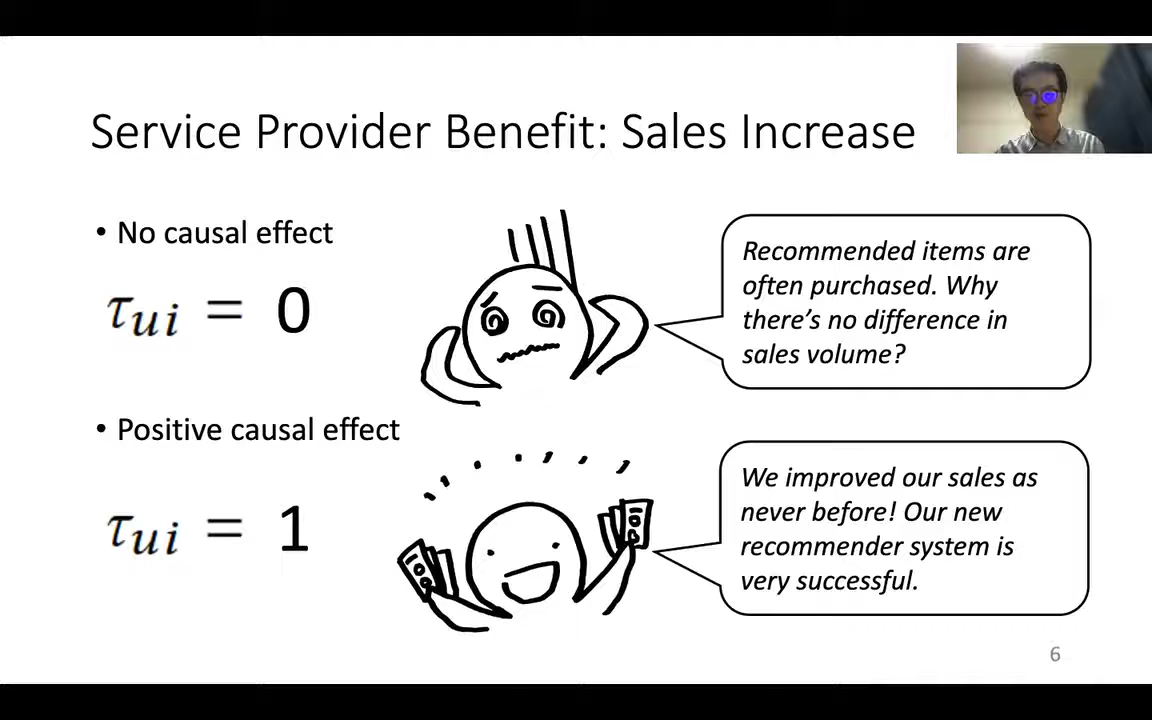 Service Provider Benefit: Sales Increase
• No causal effect
τui = 0
Recommended items are
often purchased. Why
there’s no difference in
sales volume?
• Positive causal effect
τui = 1
We improved our sales as
never before! Our new
recommender system is
very successful.
6